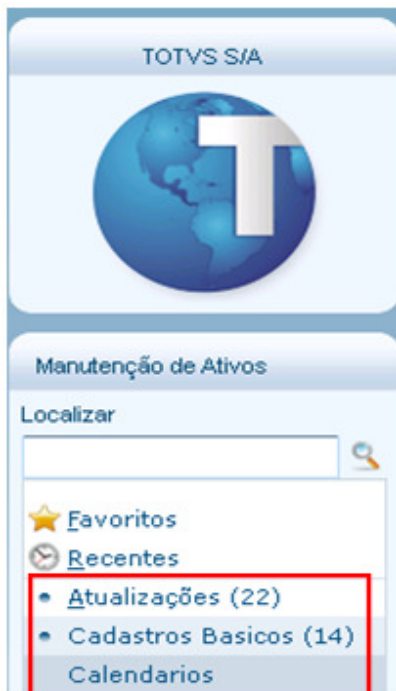 TOTVS S/A
T
Manutenção de Ativos
Localizar
Favoritos
Recentes
Atualizações (22)
Cadastros Basicos (14)
Calendarios